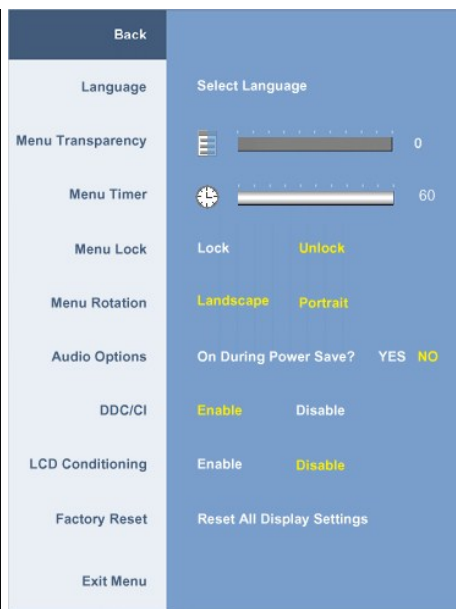 Back
Language Select Language
Menu Transparency 0
Menu Timer 60
Menu Lock Lock Unlock
Menu Rotation Landscape Portrait
Audio Options On During Power Save? YES NO
DDC/CI Enable Disable
LCD Conditioning Enable Disable
Factory Reset Reset All Display Settings
Exit Menu